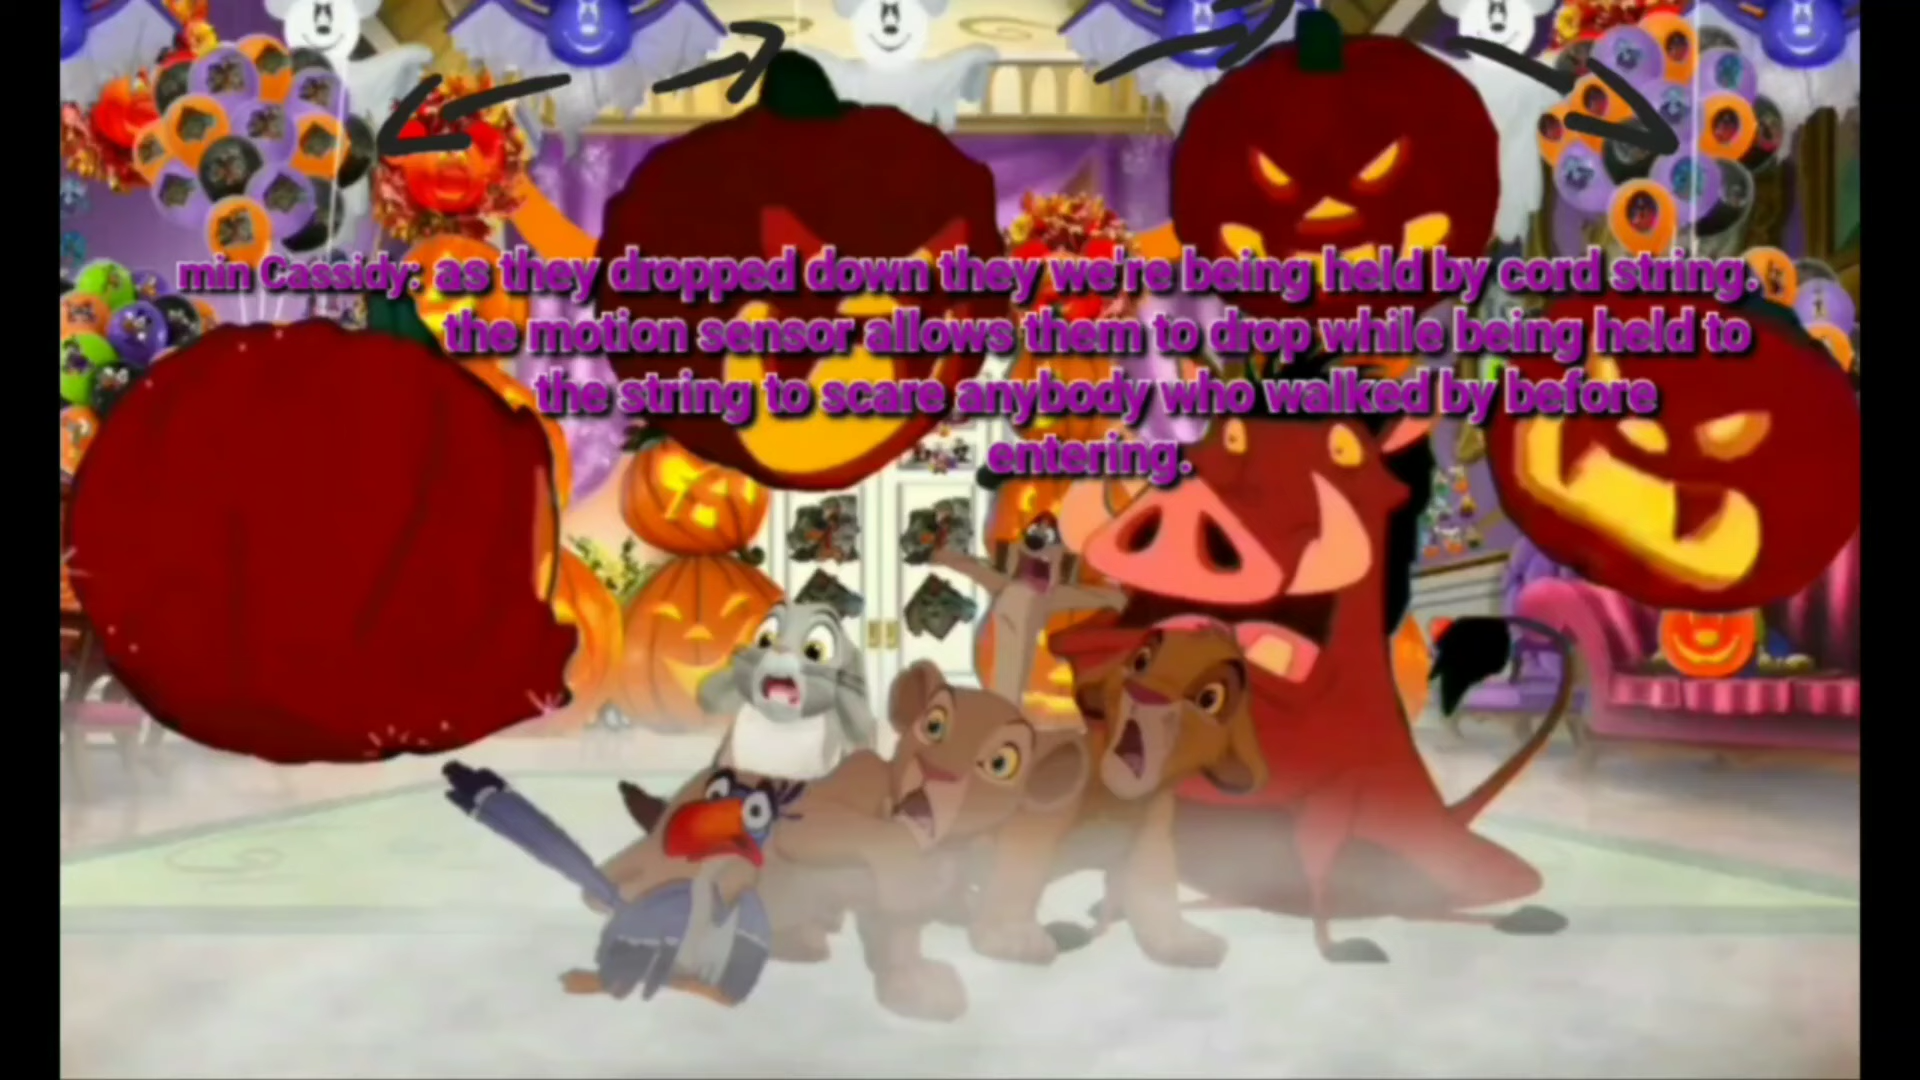 min Cassidy: as they dropped down they we're being held by cord string.
the motion sensor allows them to drop while being held to
the string to scare anybody who walked by before
entering.